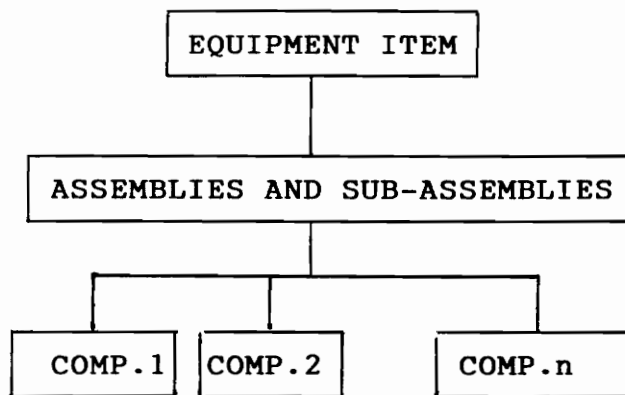 EQUIPMENT ITEM
ASSEMBLIES AND SUB-ASSEMBLIES
COMP.1 COMP.2 COMP.n